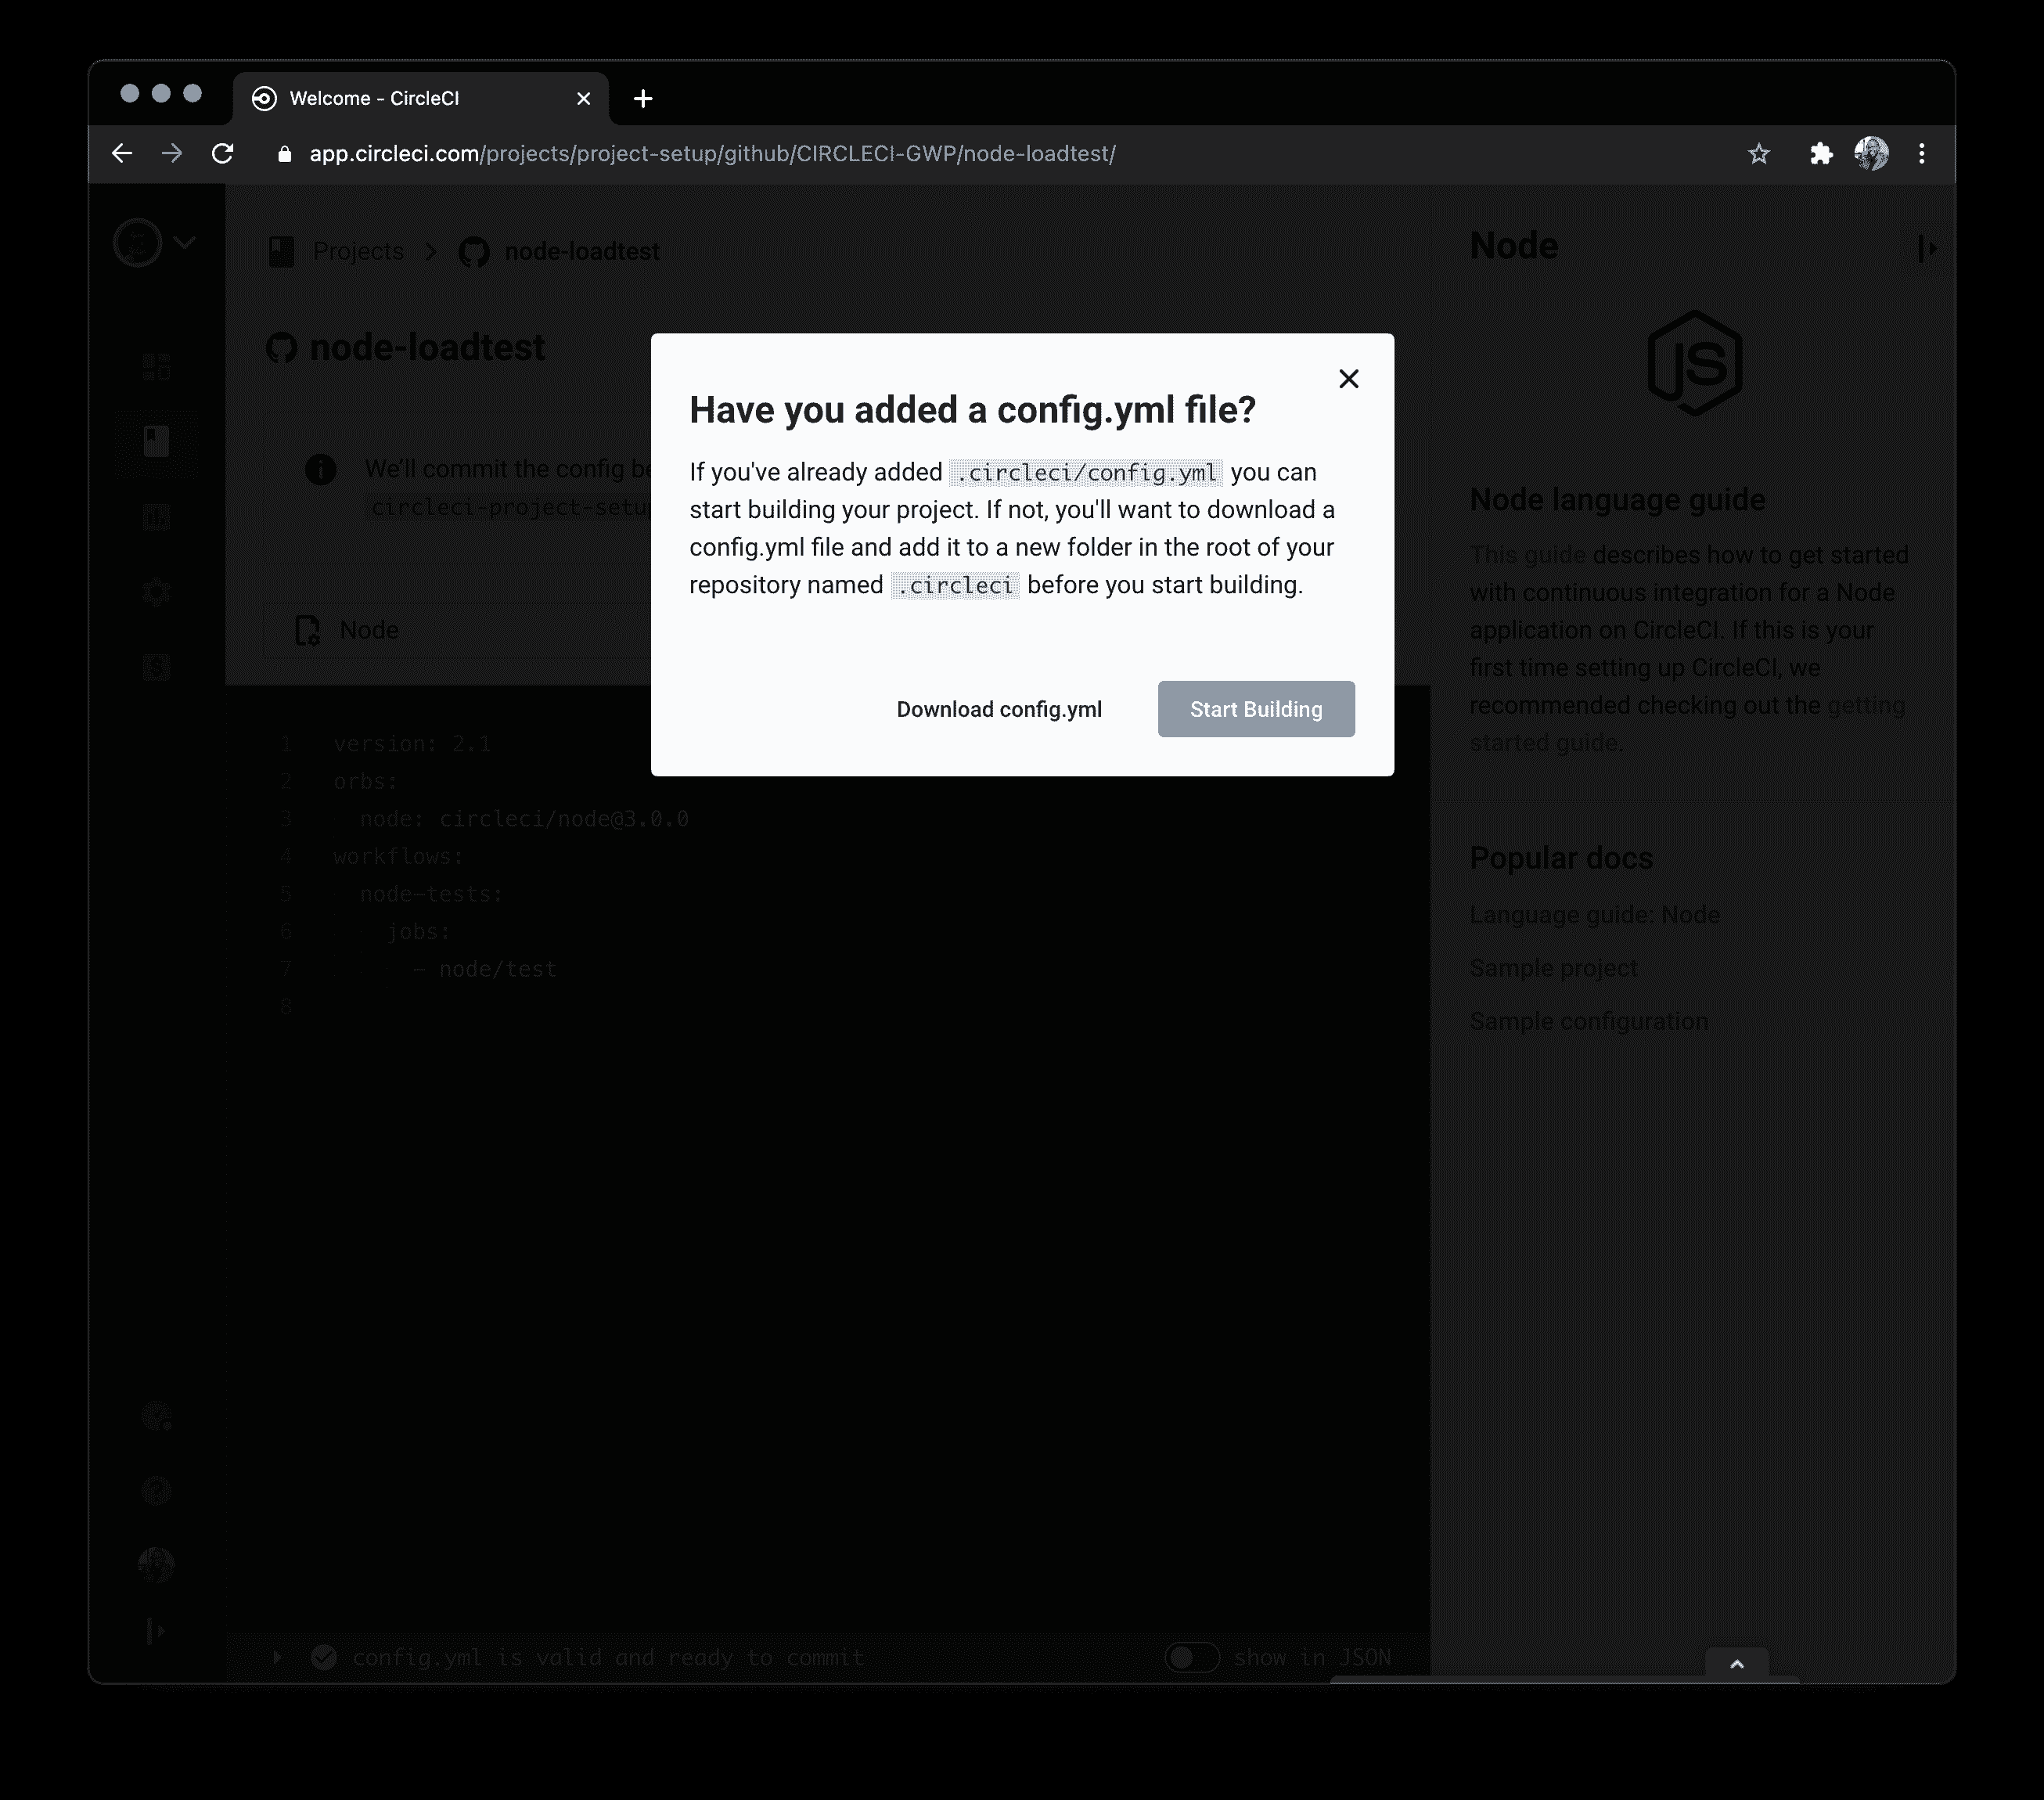 Welcome - CircleCI
app.circleci.com/projects/project-setup/github/CIRCLECI-GWP/node-loadtest/
Projects
node-loadtest
node-loadtest
We'll commit the config be
circleci-project-setup
Node
Have you added a config.yml file?
If you've already added .circleci/config.yml you can
start building your project. If not, you'll want to download a
config.yml file and add it to a new folder in the root of your
repository named .circleci before you start building.
Download config.yml
Start Building
1 version: 2.1
2 orbs:
3 node: circleci/node@3.0.0
4 workflows:
5 node-tests:
6 jobs:
7 - node/test
8
config.yml is valid and ready to commit
show in JSON
Node
JS
Node language guide
This guide describes how to get started
with continuous integration for a Node
application on CircleCI. If this is your
first time setting up CircleCI, we
recommended checking out the getting
started guide.
Popular docs
Language guide: Node
Sample project
Sample configuration